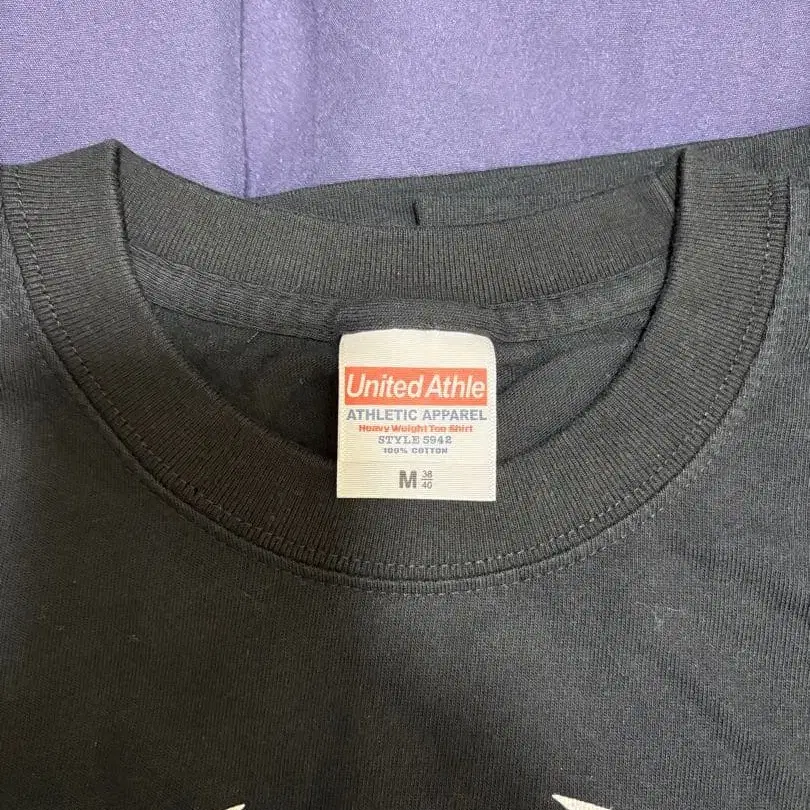 United Athle
ATHLETIC APPAREL
Heavy Weight Tee Shirt
STYLE 5942
100% COTTON
M 38
40